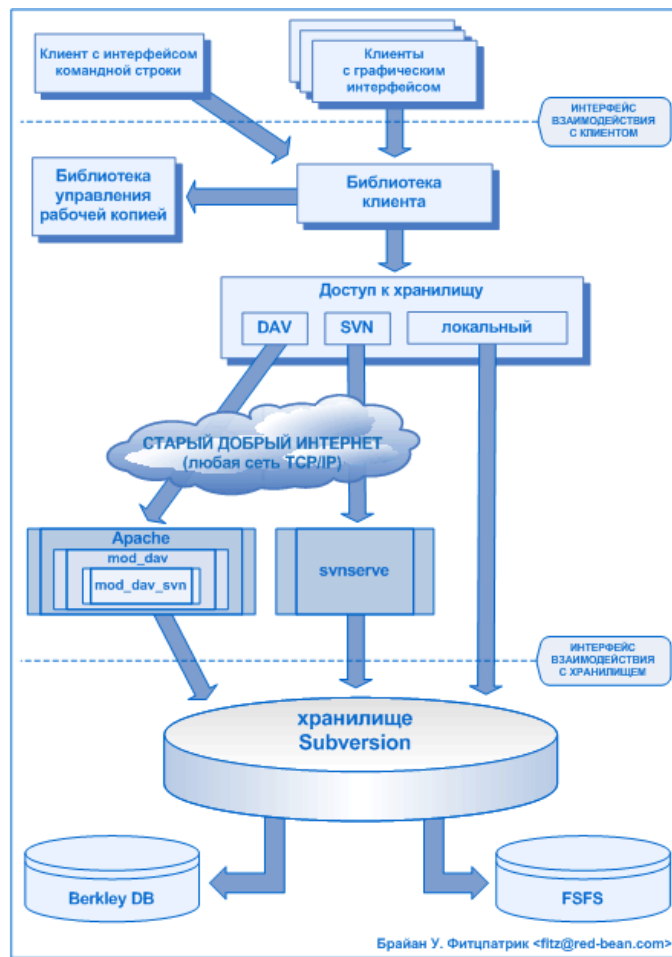 Клиент с интерфейсом
командной строки
Клиенты
с графическим
интерфейсом
ИНТЕРФЕЙС
ВЗАИМОДЕЙСТВИЯ
С КЛИЕНТОМ
Библиотека
управления
рабочей копией
Библиотека
клиента
Доступ к хранилищу
DAV
SVN
локальный
СТАРЫЙ ДОБРЫЙ ИНТЕРНЕТ
(любая сеть TCP/IP)
Apache
mod_dav
mod_dav_svn
svnserve
ИНТЕРФЕЙС
ВЗАИМОДЕЙСТВИЯ
С ХРАНИЛИЩЕМ
хранилище
Subversion
Berkley DB
FSFS
Брайан У. Фитцпатрик <fitz@red-bean.com>